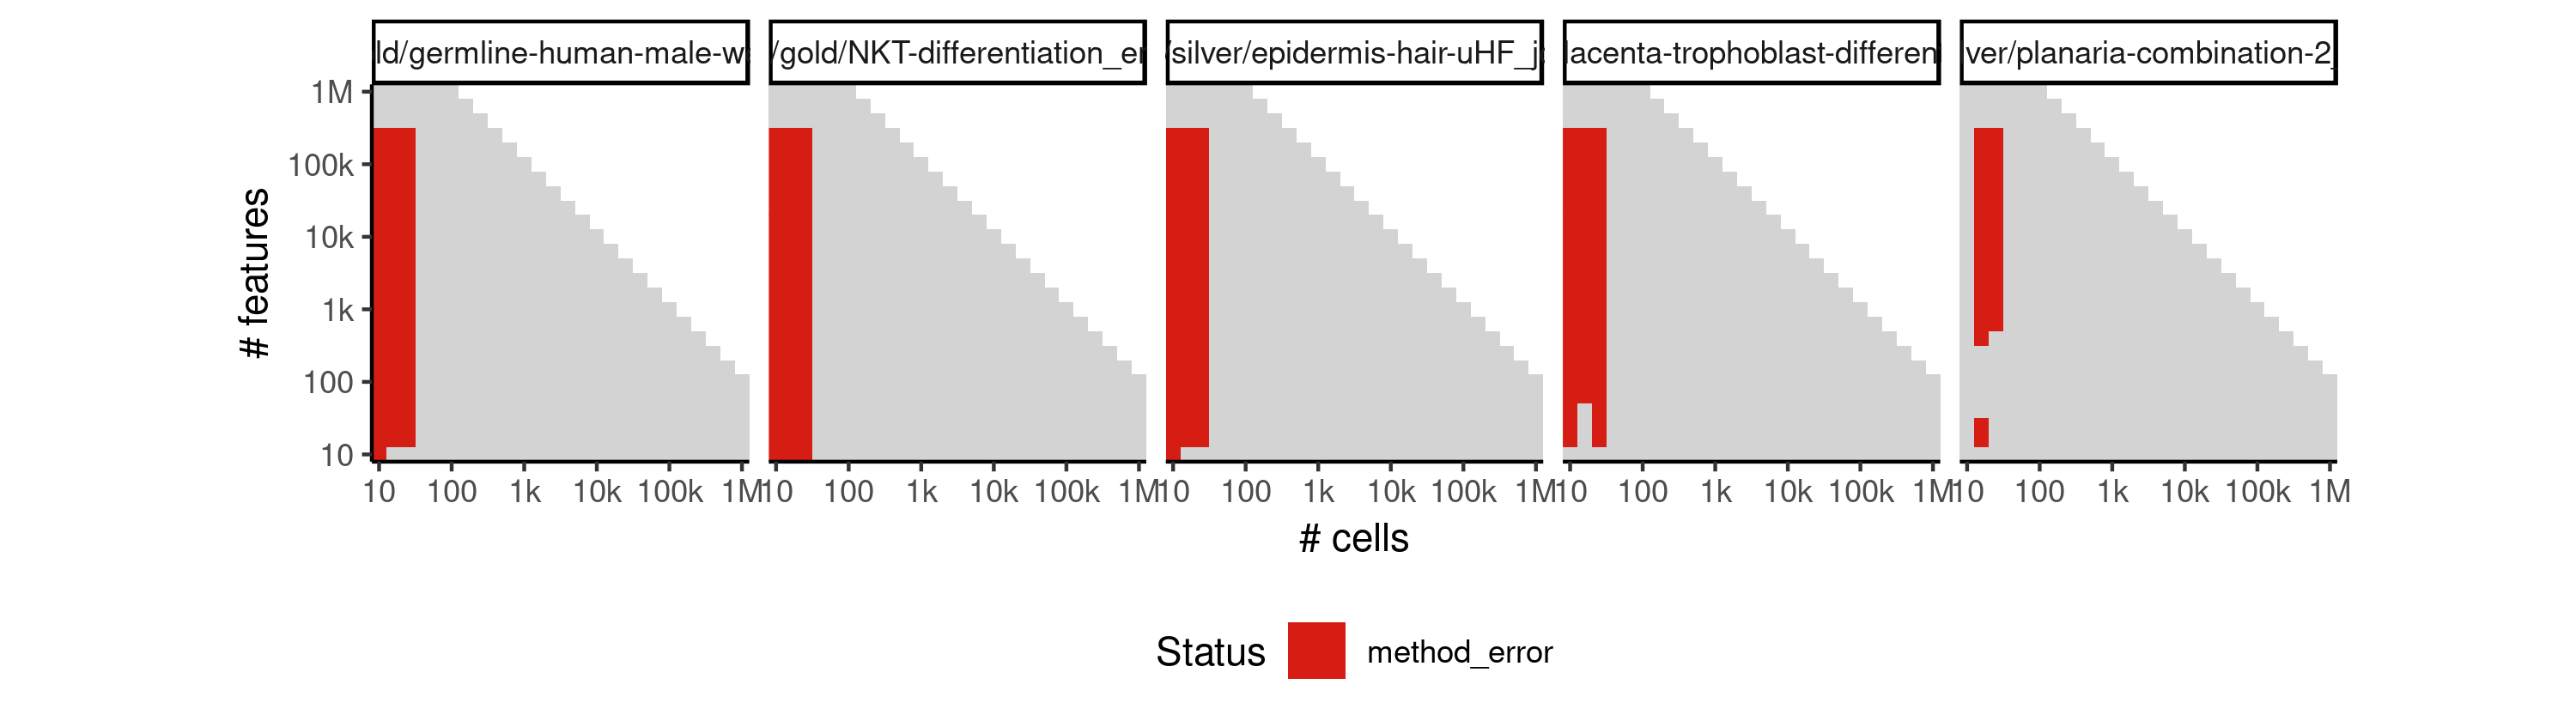 ld/germline-human-male-w
/gold/NKT-differentiation_er
/silver/epidermis-hair-uHF_j
lacenta-trophoblast-differen
ver/planaria-combination-2
# features
1M
100k
10k
1k
100
10
10 100 1k 10k 100k 1M
10 100 1k 10k 100k 1M
10 100 1k 10k 100k 1M
10 100 1k 10k 100k 1M
10 100 1k 10k 100k 1M
# cells
Status
method_error